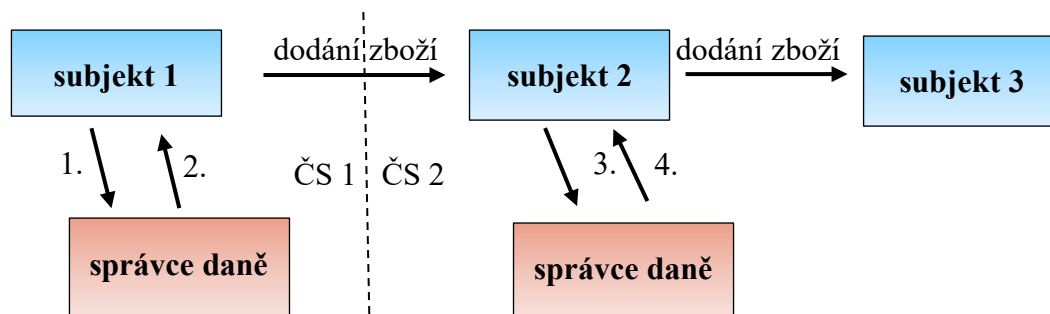 dodání zboží
dodání zboží
subjekt 1
subjekt 2
subjekt 3
1.
2.
ČS 1
ČS 2
3.
4.
správce daně
správce daně